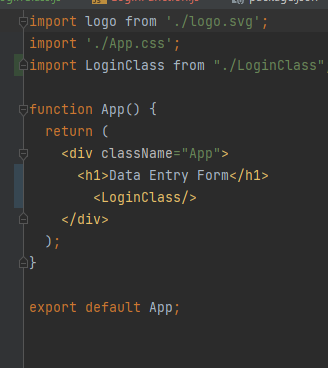 import logo from './logo.svg';
import './App.css';
import LoginClass from "./LoginClass"
function App() {
return (
<div className="App">
<h1>Data Entry Form</h1>
<LoginClass/>
</div>
);
}
export default App;